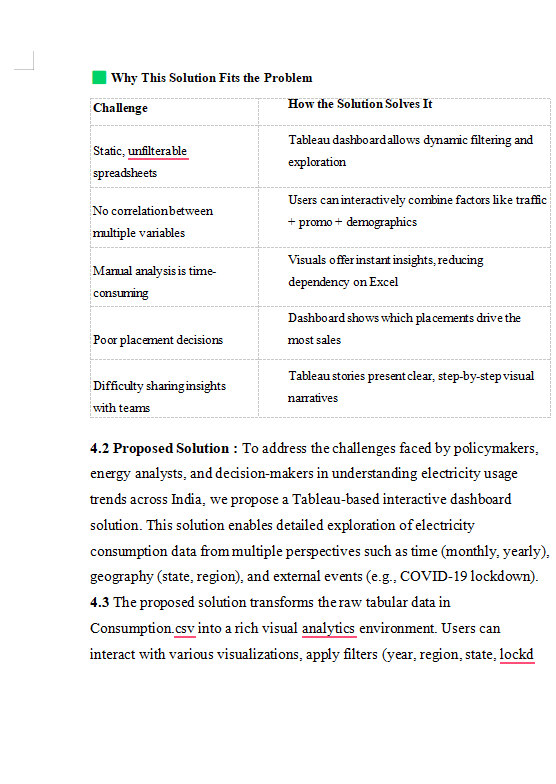 Why This Solution Fits the Problem
Challenge
How the Solution Solves It
Static, unfilterable
spreadsheets
Tableau dashboard allows dynamic filtering and
exploration
No correlation between
multiple variables
Users can interactively combine factors like traffic
+ promo + demographics
Manual analysis is time-
consuming
Visuals offer instant insights, reducing
dependency on Excel
Poor placement decisions
Dashboard shows which placements drive the
most sales
Difficulty sharing insights
with teams
Tableau stories present clear, step-by-step visual
narratives
4.2 Proposed Solution : To address the challenges faced by policymakers,
energy analysts, and decision-makers in understanding electricity usage
trends across India, we propose a Tableau-based interactive dashboard
solution. This solution enables detailed exploration of electricity
consumption data from multiple perspectives such as time (monthly, yearly),
geography (state, region), and external events (e.g., COVID-19 lockdown).
4.3 The proposed solution transforms the raw tabular data in
Consumption.csv into a rich visual analytics environment. Users can
interact with various visualizations, apply filters (year, region, state, lockd